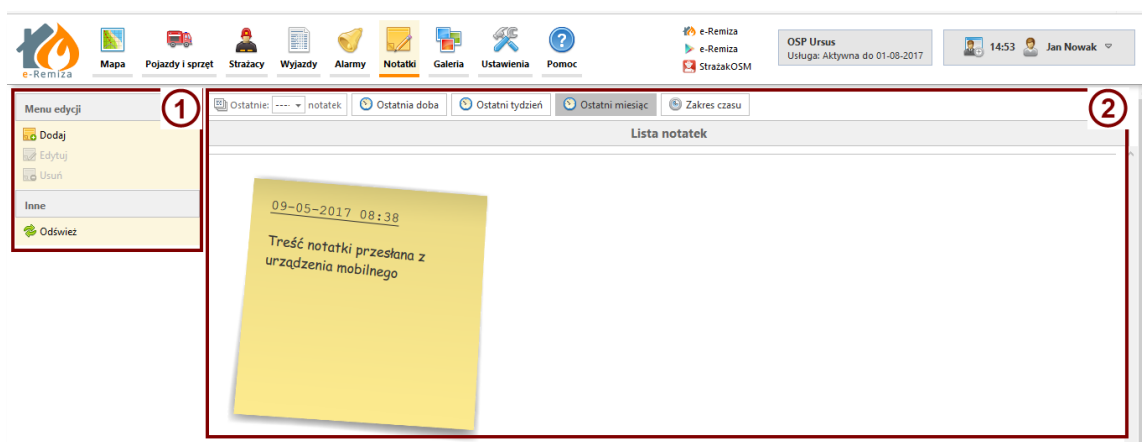 e-Remiza
Mapa
Pojazdy i sprzęt
Strażacy
Wyjazdy
Alarmy
Notatki
Galeria
Ustawienia
Pomoc
e-Remiza
e-Remiza
StrażakOSM
OSP Ursus
Usługa: Aktywna do 01-08-2017
14:53 Jan Nowak
Menu edycji
1
Dodaj
Edytuj
Usuń
Inne
Odśwież
Ostatnie: ---- notatek
Ostatnia doba
Ostatni tydzień
Ostatni miesiąc
Zakres czasu
2
Lista notatek
09-05-2017 08:38
Treść notatki przesłana z
urządzenia mobilnego